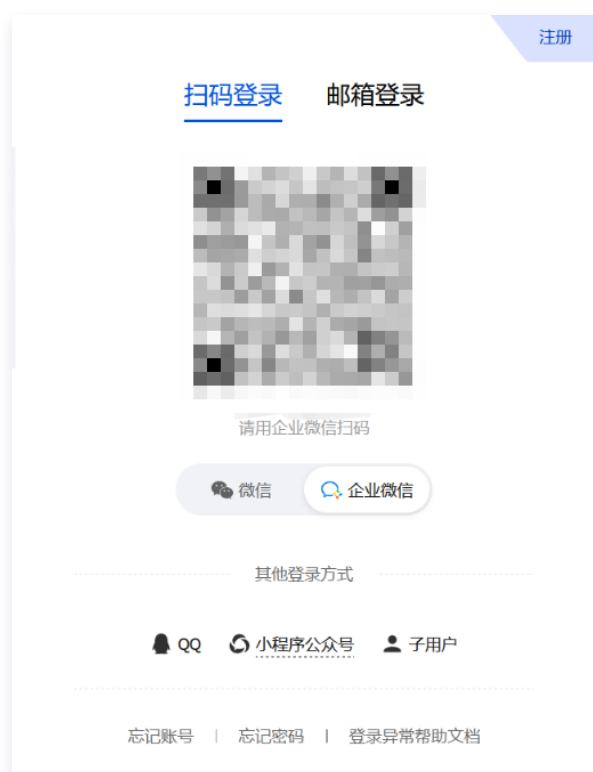 注册
扫码登录 邮箱登录
请用企业微信扫码
微信 企业微信
其他登录方式
QQ 小程序公众号 子用户
忘记账号 | 忘记密码 | 登录异常帮助文档